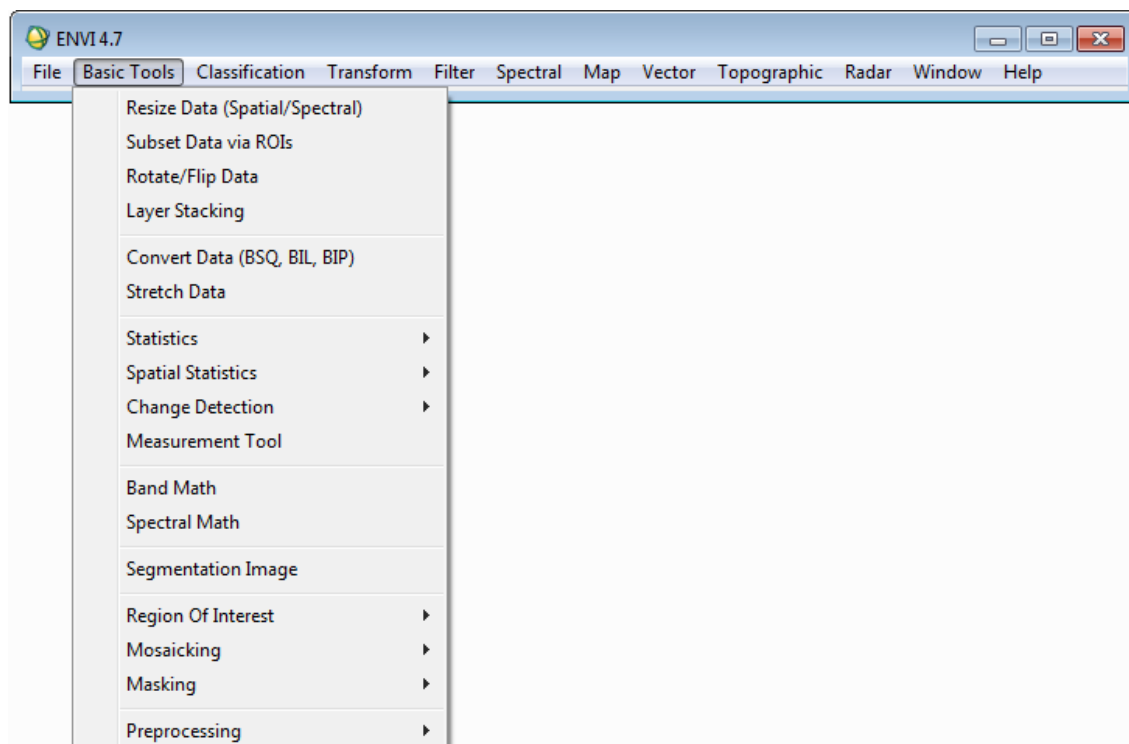 ENVI 4.7
File Basic Tools Classification Transform Filter Spectral Map Vector Topographic Radar Window Help
Resize Data (Spatial/Spectral)
Subset Data via ROIs
Rotate/Flip Data
Layer Stacking
Convert Data (BSQ, BIL, BIP)
Stretch Data
Statistics
Spatial Statistics
Change Detection
Measurement Tool
Band Math
Spectral Math
Segmentation Image
Region Of Interest
Mosaicking
Masking
Preprocessing